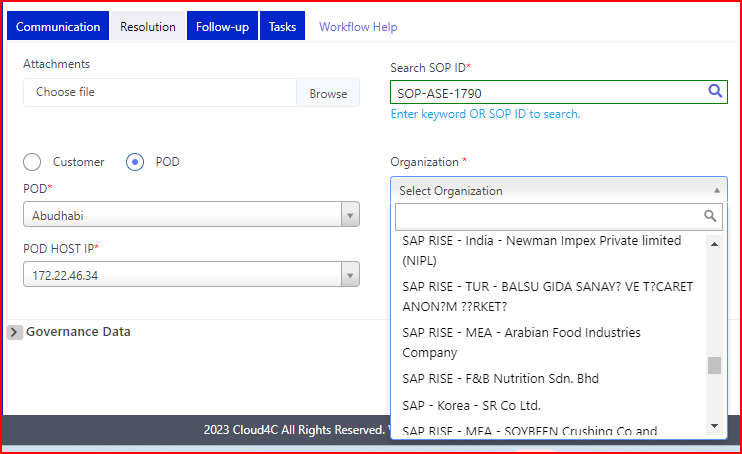 Communication
Resolution
Follow-up
Tasks
Workflow Help
Attachments
Choose file
Browse
Search SOP ID*
SOP-ASE-1790
Enter keyword OR SOP ID to search.
Customer
POD
POD*
Abudhabi
POD HOST IP*
172.22.46.34
Organization *
Select Organization
SAP RISE - India - Newman Impex Private limited
(NIPL)
SAP RISE - TUR - BALSU GIDA SANAY? VE T?CARET
ANON?M ??RKET?
SAP RISE - MEA - Arabian Food Industries
Company
SAP RISE - F&B Nutrition Sdn. Bhd
SAP - Korea - SR Co Ltd.
SAP RISE - MEA - SOYBEEN Crushing Co and
Governance Data
2023 Cloud4C All Rights Reserved.